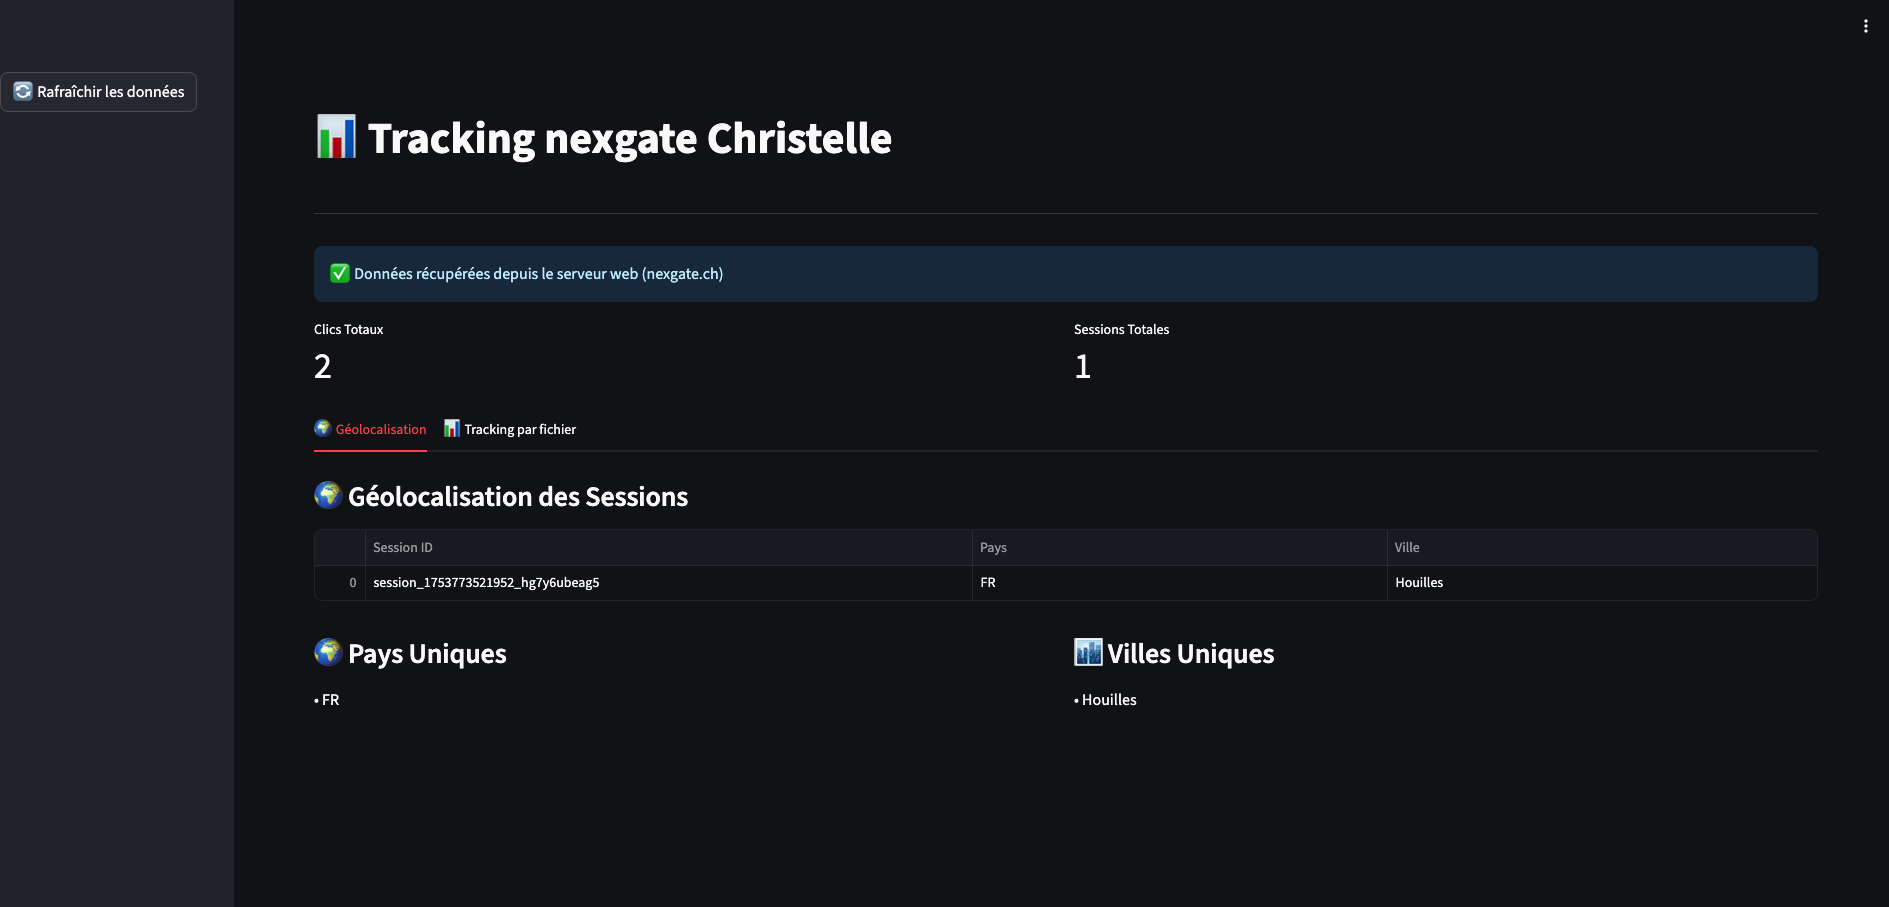 Rafraîchir les données
Tracking nexgate Christelle
Données récupérées depuis le serveur web (nexgate.ch)
Clics Totaux
2
Sessions Totales
1
Géolocalisation
Tracking par fichier
Géolocalisation des Sessions
Session ID Pays Ville
0 session_1753773521952_hg7y6ubeag5 FR Houilles
Pays Uniques
• FR
Villes Uniques
• Houilles